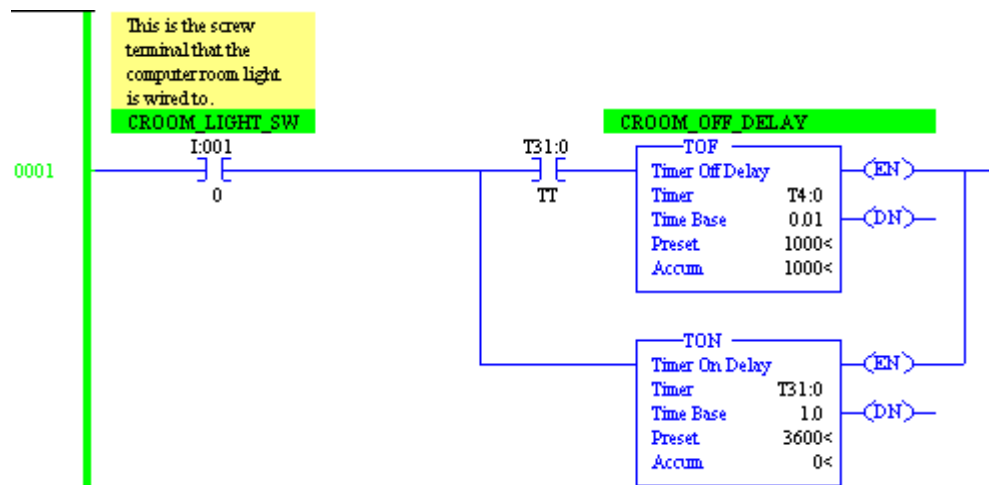 This is the screw
terminal that the
computer room light
is wired to.
CROOM_LIGHT_SW
CROOM_OFF_DELAY
I:001
T31:0
TOF
0001
Timer Off Delay
EN
0
TT
Timer T4:0
Time Base 0.01
DN
Preset 1000<
Accum 1000<
TON
Timer On Delay
EN
Timer T31:0
Time Base 1.0
DN
Preset 3600<
Accum 0<